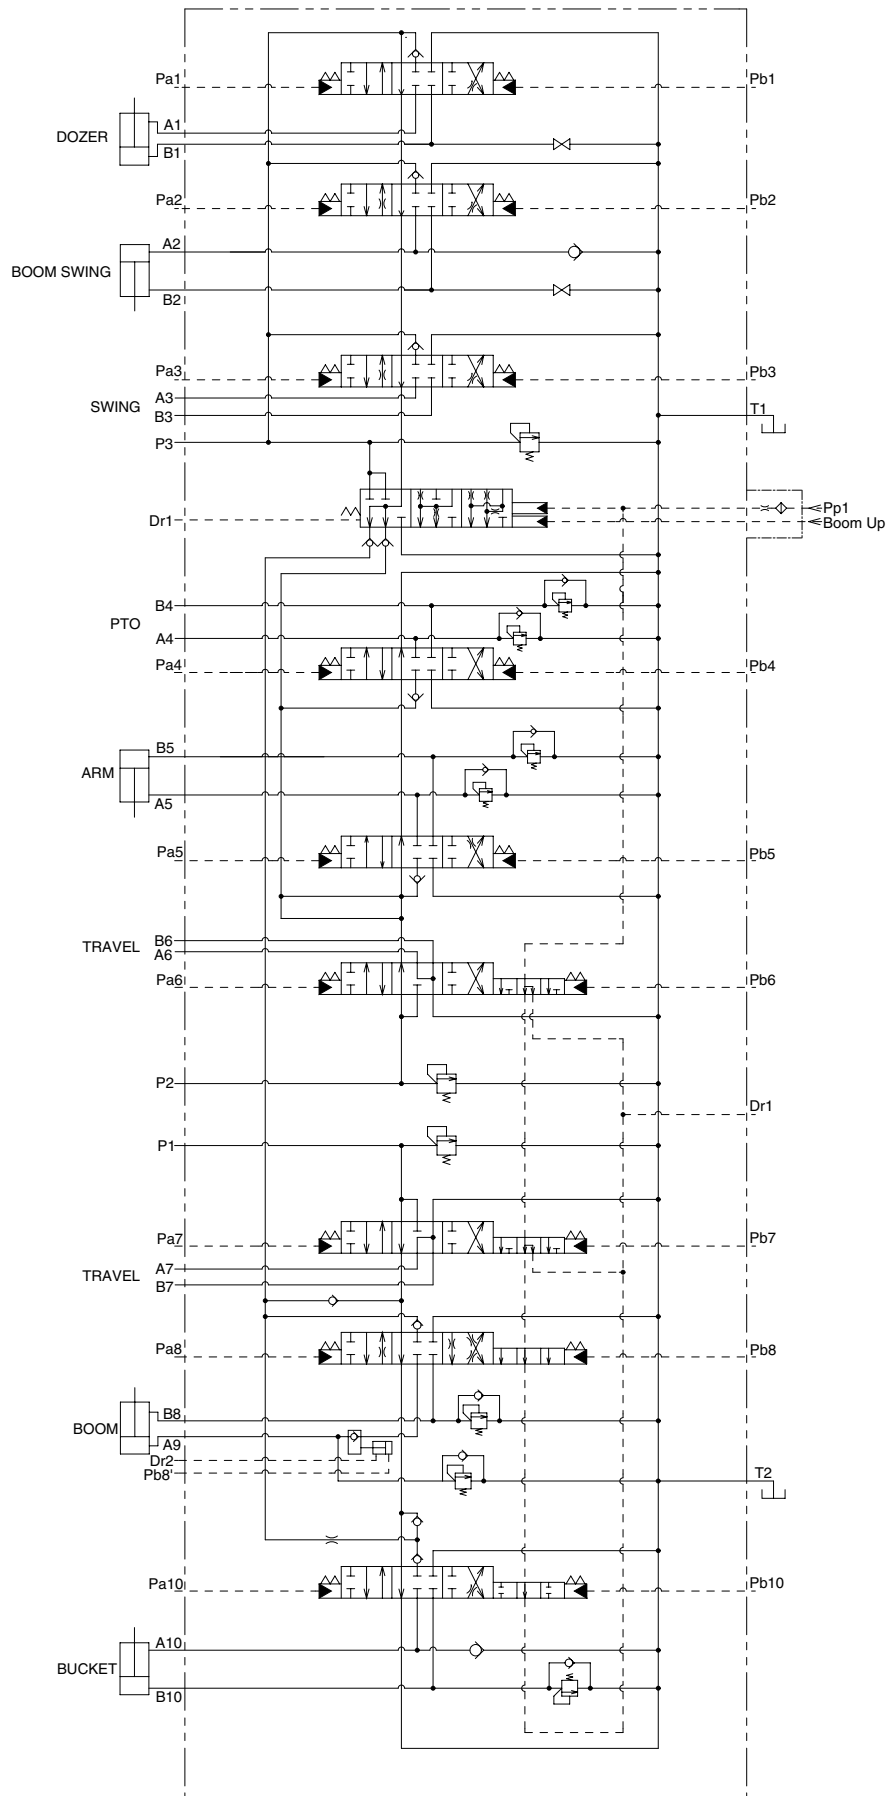 Pa1 Pb1
A1
DOZER
B1
Pa2 Pb2
A2
BOOM SWING
B2
Pa3 Pb3
A3
SWING
B3
T1
P3
Pp1
Dr1
Boom Up
B4
PTO
A4
Pa4 Pb4
B5
ARM
A5
Pa5 Pb5
B6
TRAVEL
A6
Pa6 Pb6
P2
Dr1
P1
Pa7 Pb7
A7
TRAVEL
B7
Pa8 Pb8
B8
BOOM
A9
Dr2
Pb8'
T2
Pa10 Pb10
A10
BUCKET
B10